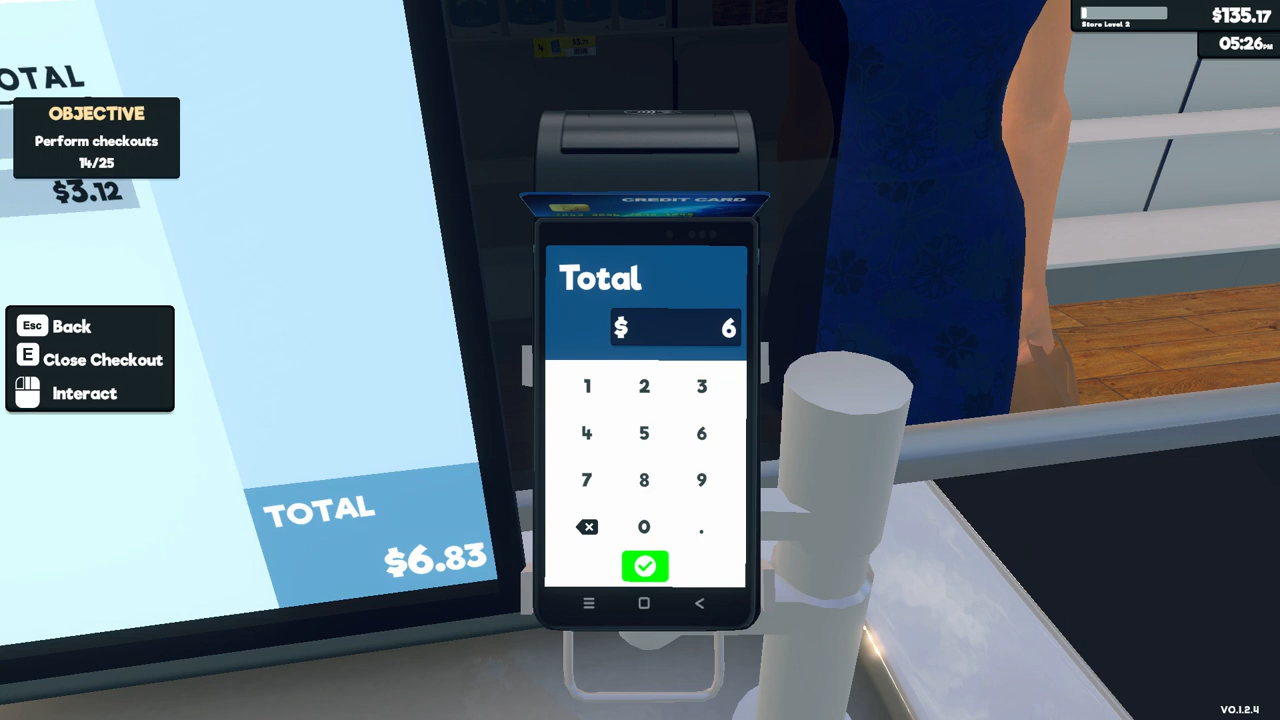 OTAL
OBJECTIVE
Perform checkouts
14/25
$3.12
Esc Back
E Close Checkout
Interact
TOTAL
$6.83
CREDIT CARD
Total
$ 6
1 2 3
4 5 6
7 8 9
0 .
Store Level 2
$135.17
05:26PM
V0.1.2.4